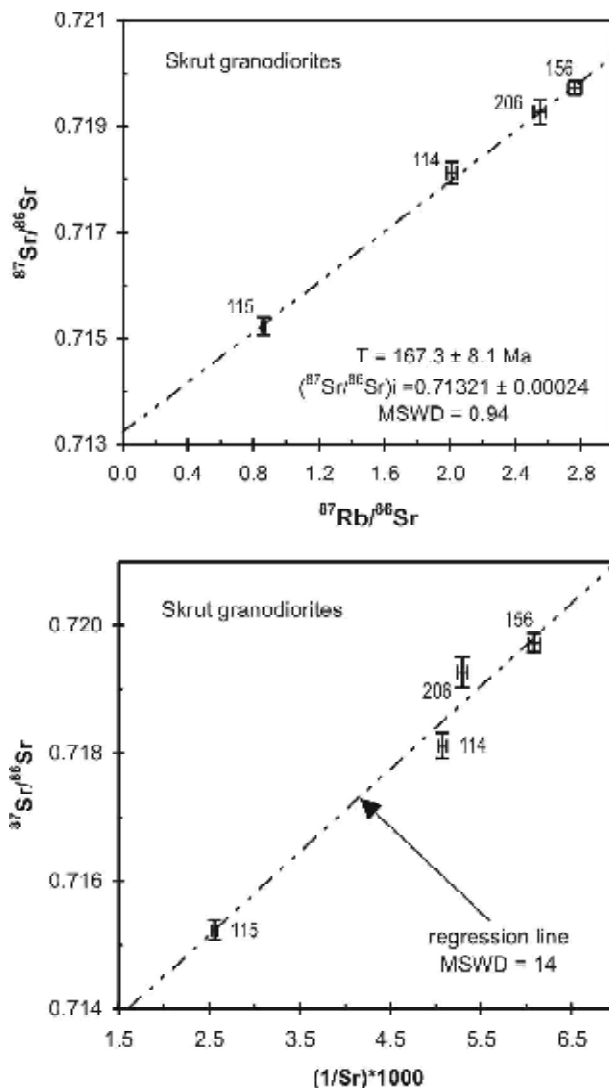 0.721
Skrut granodiorites
156
206
0.719
114
⁸⁷Sr/⁸⁶Sr
0.717
115
0.715
T = 167.3 ± 8.1 Ma
(⁸⁷Sr/⁸⁶Sr)i =0.71321 ± 0.00024
MSWD = 0.94
0.713
0.0 0.4 0.8 1.2 1.6 2.0 2.4 2.8
⁸⁷Rb/⁸⁶Sr
Skrut granodiorites
0.720
156
206
114
0.718
⁸⁷Sr/⁸⁶Sr
0.716
115
regression line
MSWD = 14
0.714
1.5 2.5 3.5 4.5 5.5 6.5
(1/Sr)*1000